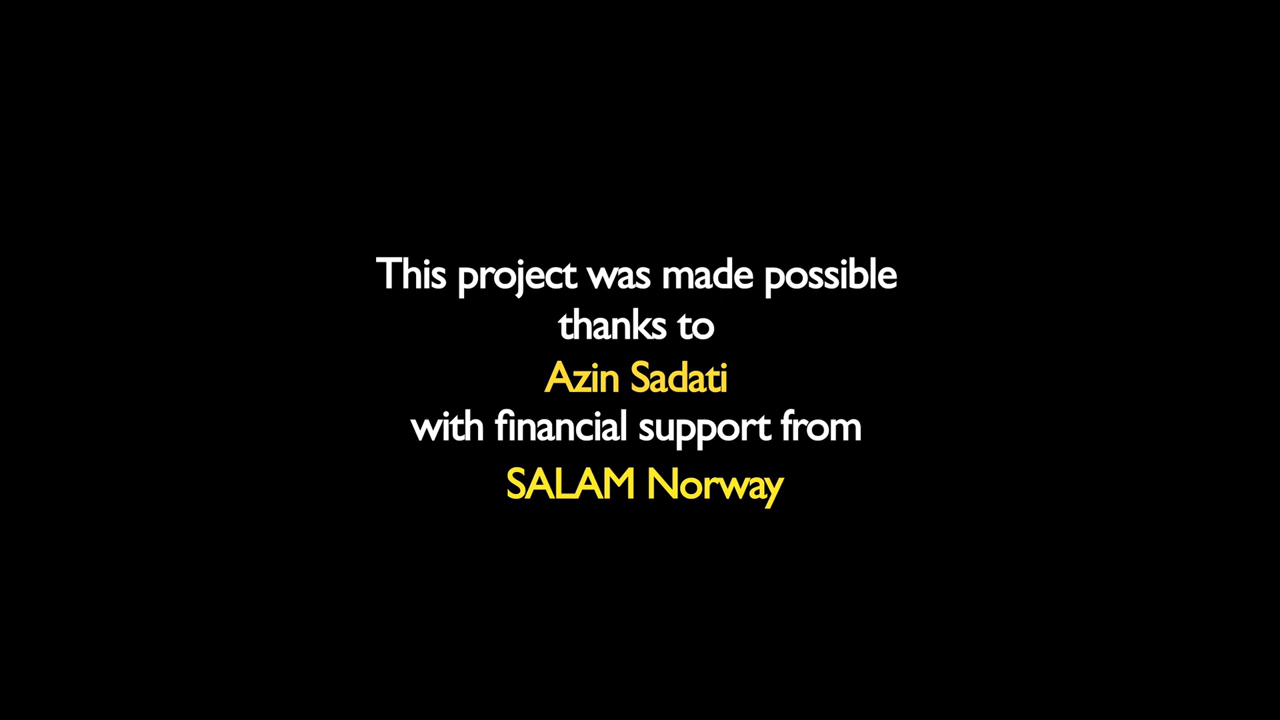 This project was made possible
thanks to
Azin Sadati
with financial support from
SALAM Norway